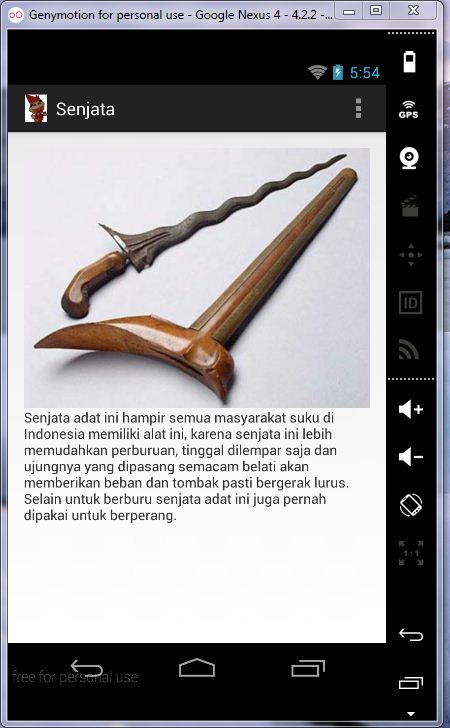 Genymotion for personal use - Google Nexus 4 - 4.2.2 -...
5:54
GPS
Senjata
ID
Senjata adat ini hampir semua masyarakat suku di
Indonesia memiliki alat ini, karena senjata ini lebih
memudahkan perburuan, tinggal dilempar saja dan
ujungnya yang dipasang semacam belati akan
memberikan beban dan tombak pasti bergerak lurus.
Selain untuk berburu senjata adat ini juga pernah
dipakai untuk berperang.
1:1
free for personal use